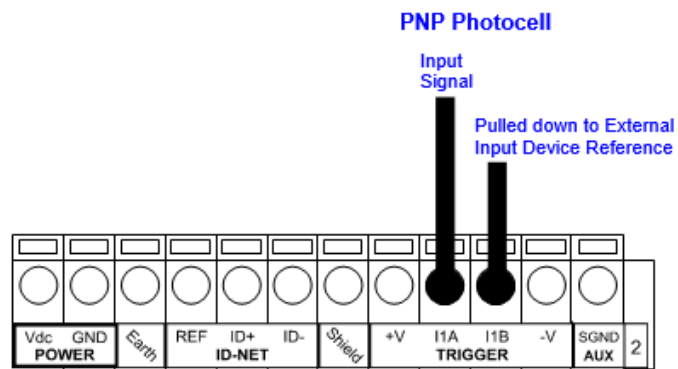 PNP Photocell
Input
Signal
Pulled down to External
Input Device Reference
Vdc GND Earth REF ID+ ID- Shield +V I1A I1B -V SGND 2
POWER ID-NET TRIGGER AUX